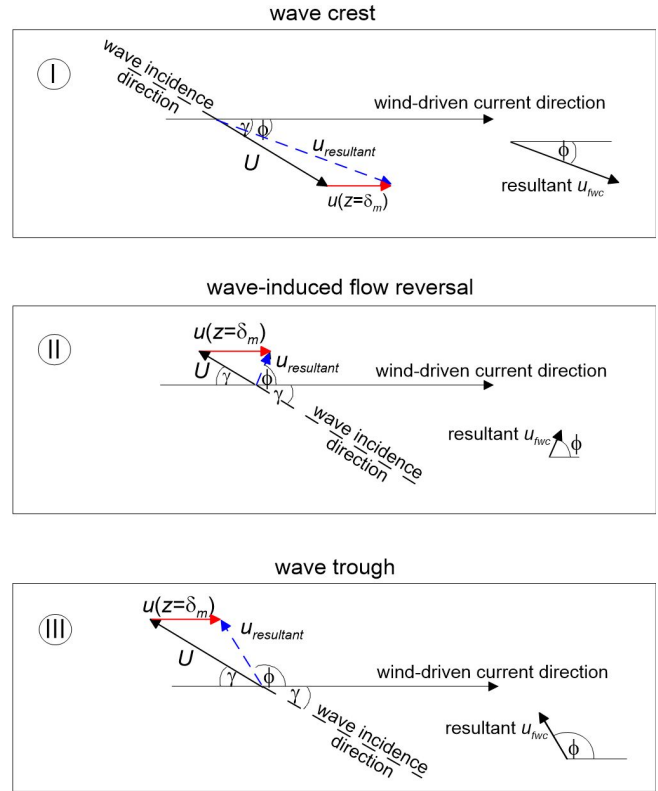 wave crest
I
wave incidence
direction
wind-driven current direction
γ ϕ
u_resultant
U
u(z=δ_m)
ϕ
resultant u_fwc
wave-induced flow reversal
II
u(z=δ_m)
u_resultant
U
γ
ϕ
γ
wind-driven current direction
wave incidence
direction
resultant u_fwc
ϕ
wave trough
III
u(z=δ_m)
u_resultant
U
γ
ϕ
γ
wind-driven current direction
wave incidence
direction
resultant u_fwc
ϕ